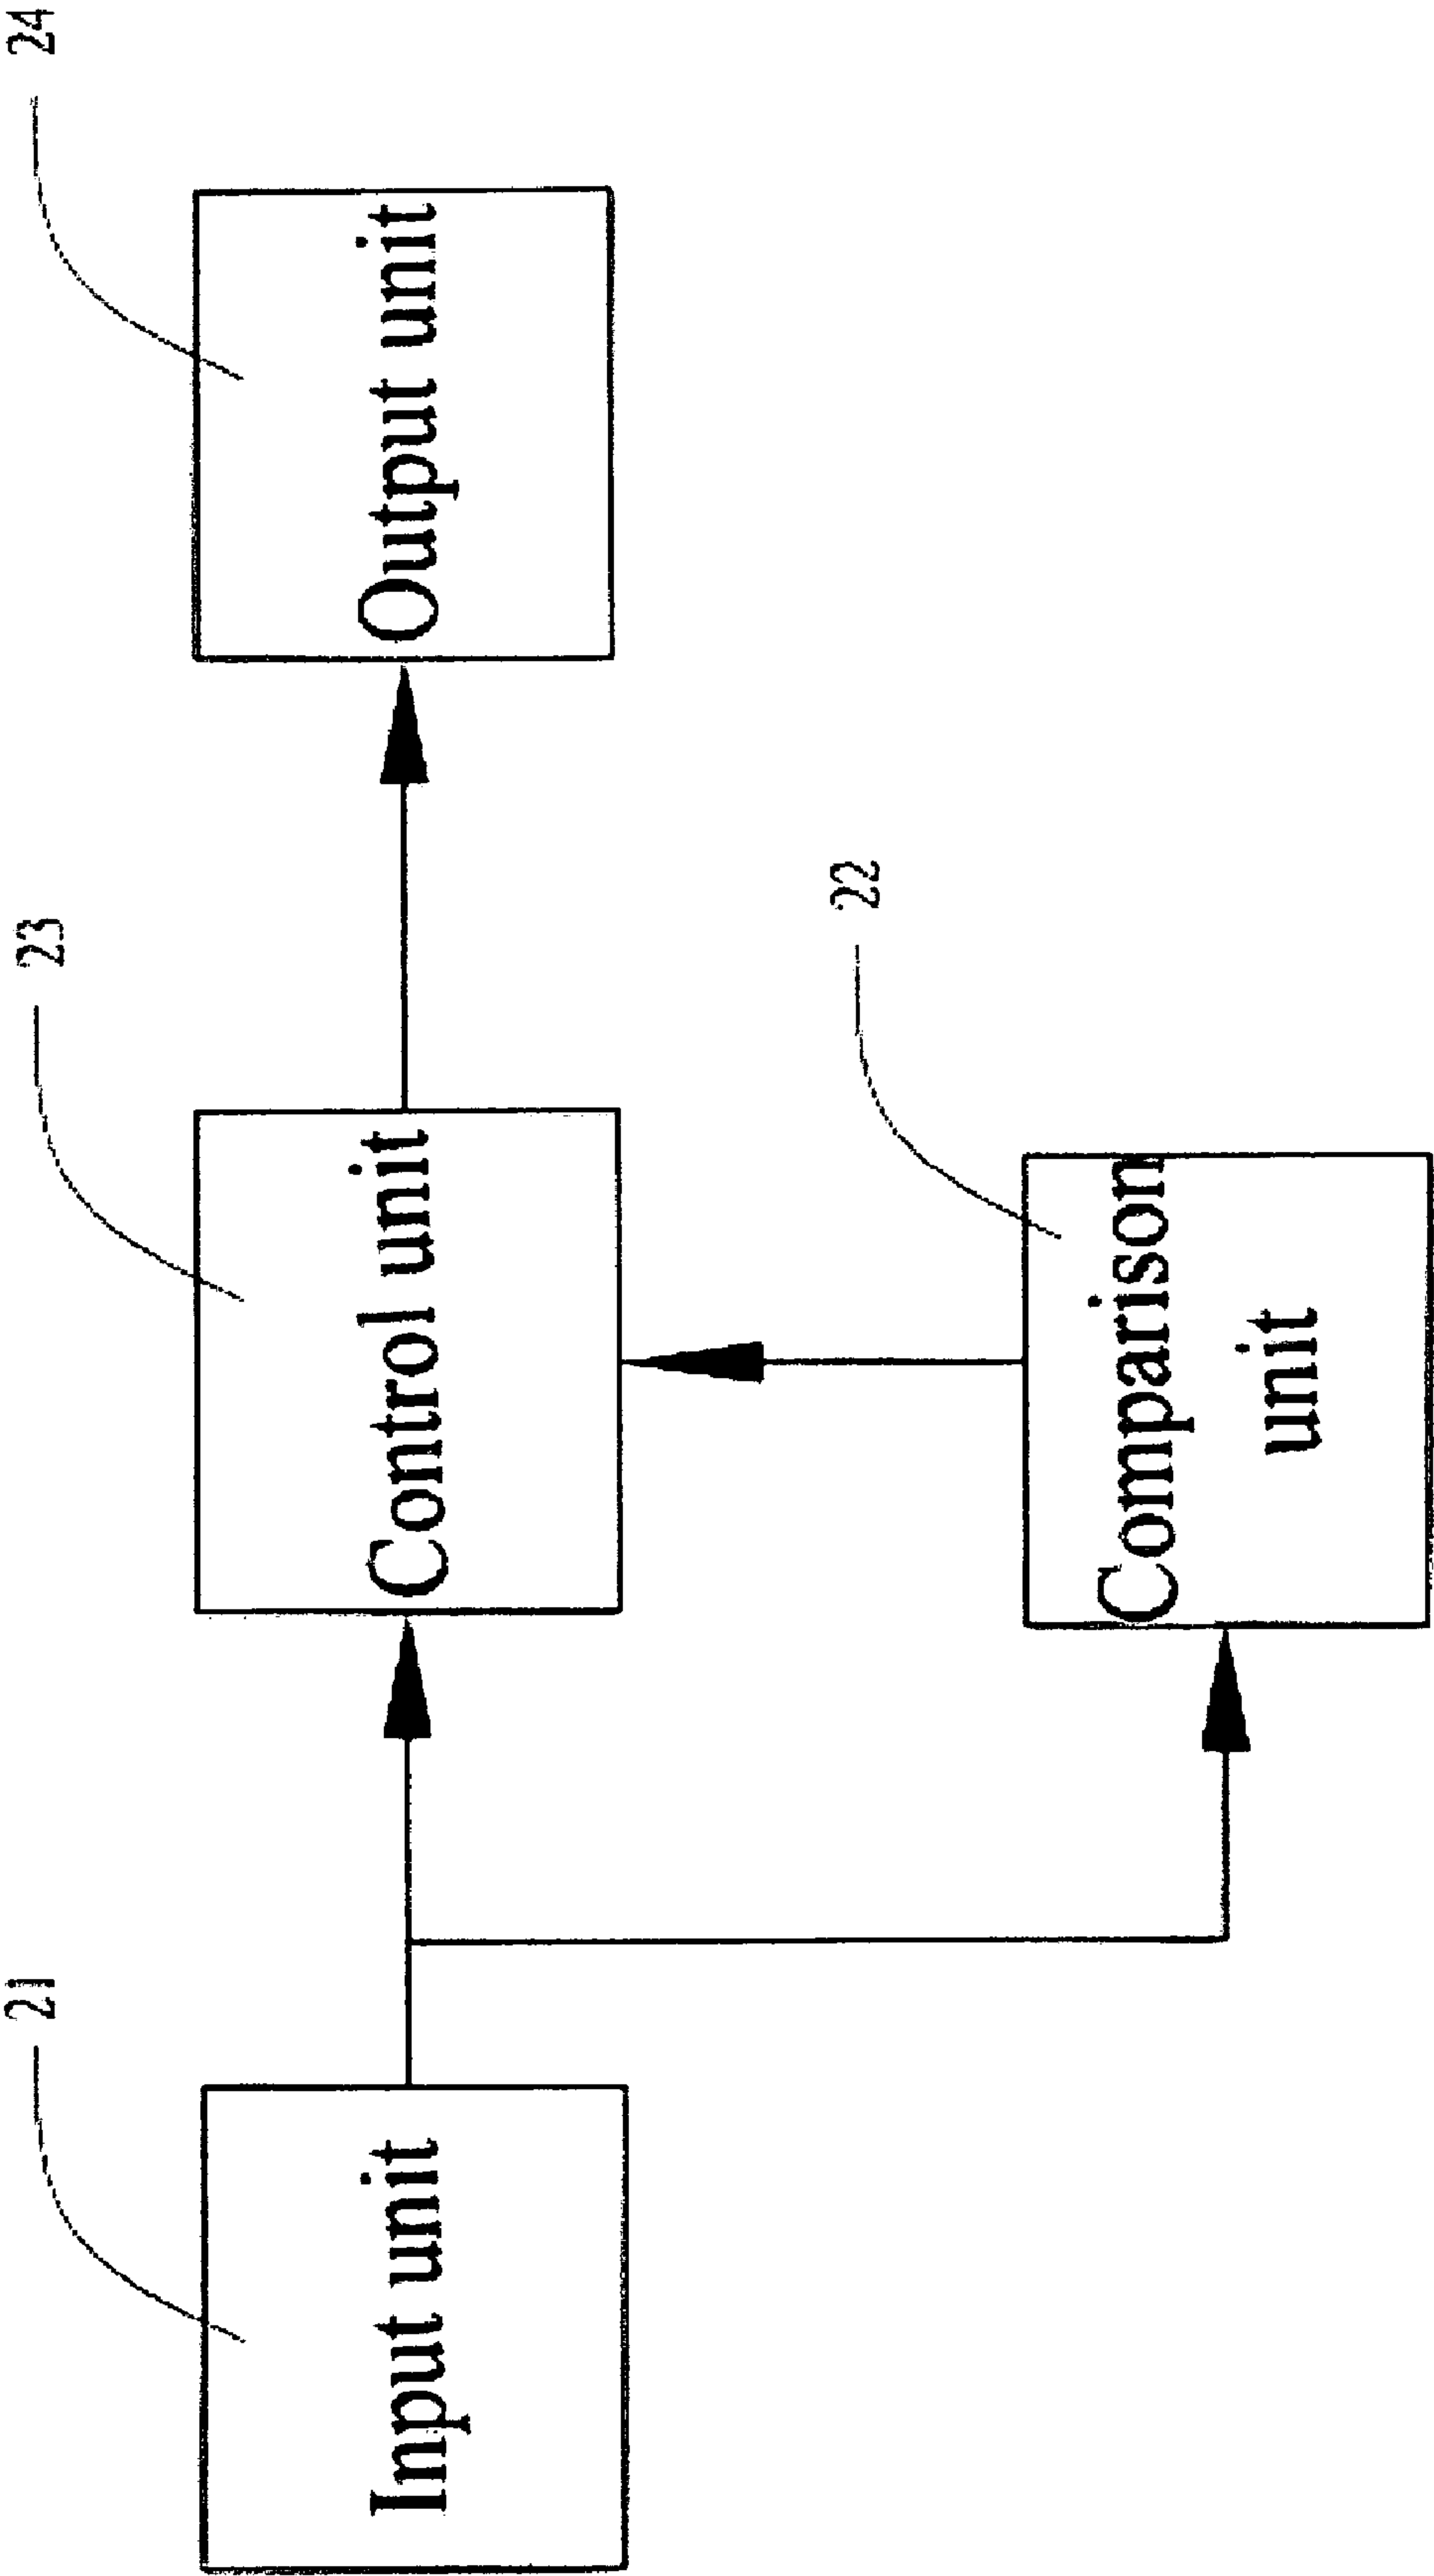 21
23
24
Input unit
Control unit
Output unit
22
Comparison
unit